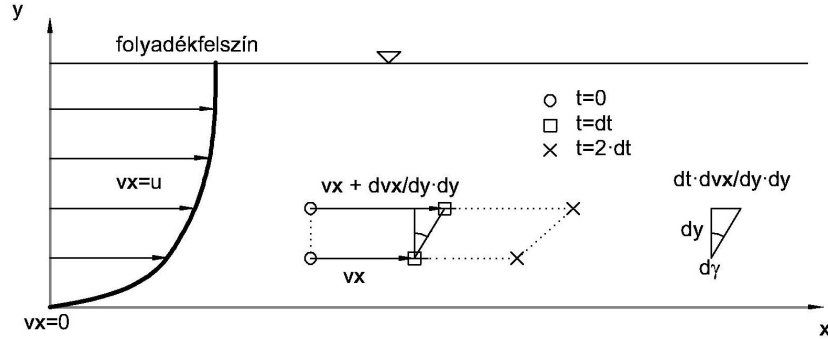 y
folyadékfelszín
t=0
t=dt
t=2·dt
vx=u
vx + dvx/dy·dy
dt·dvx/dy·dy
dy
dγ
vx
vx=0
x